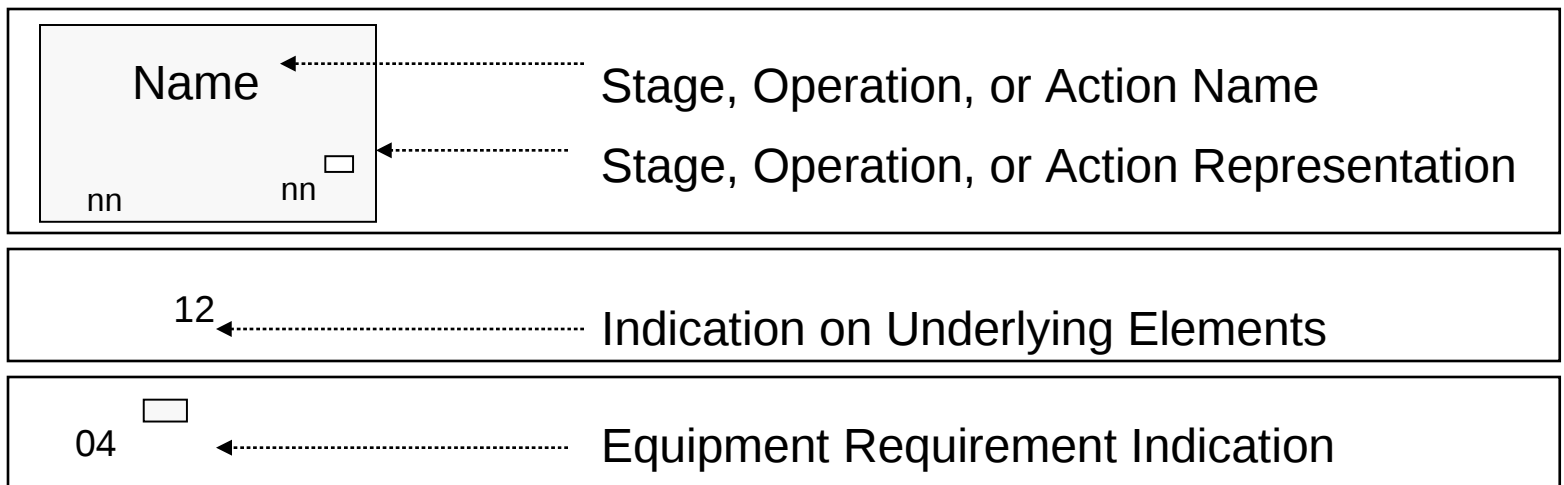 Name
Stage, Operation, or Action Name
Stage, Operation, or Action Representation
nn
nn
12
Indication on Underlying Elements
04
Equipment Requirement Indication